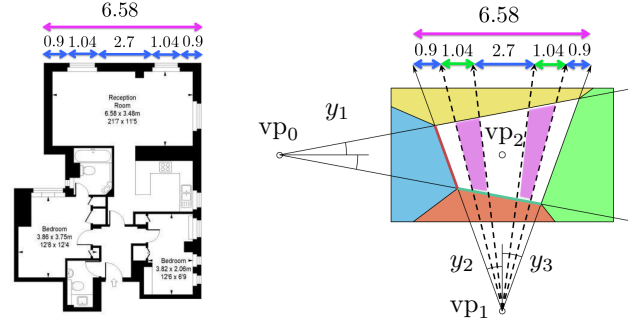 6.58
0.9 1.04 2.7 1.04 0.9
Reception
Room
6.58 x 3.48m
21'7 x 11'5
Bedroom
3.86 x 3.75m
12'8 x 12'4
Bedroom
3.82 x 2.06m
12'6 x 6'9
6.58
0.9 1.04 2.7 1.04 0.9
y1
vp0
vp2
y2
y3
vp1